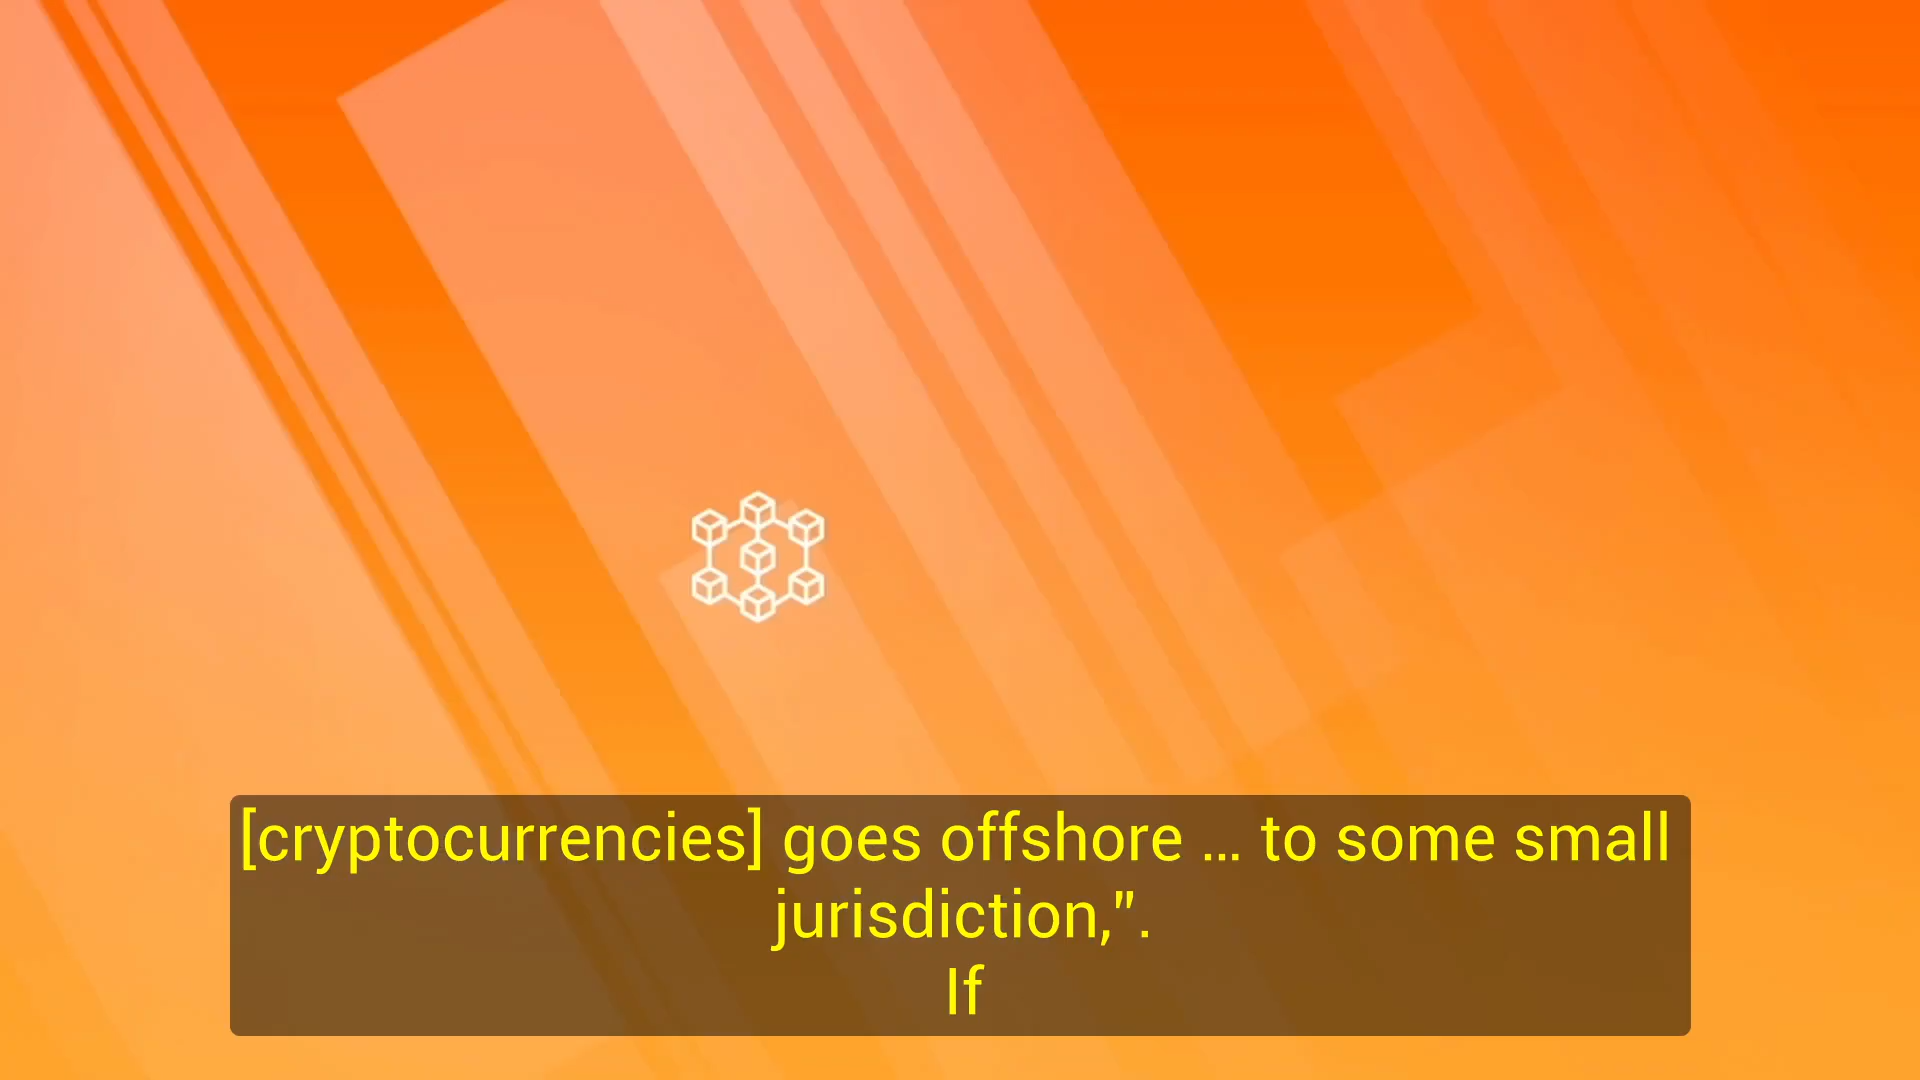 [cryptocurrencies] goes offshore … to some small
jurisdiction,”.
If